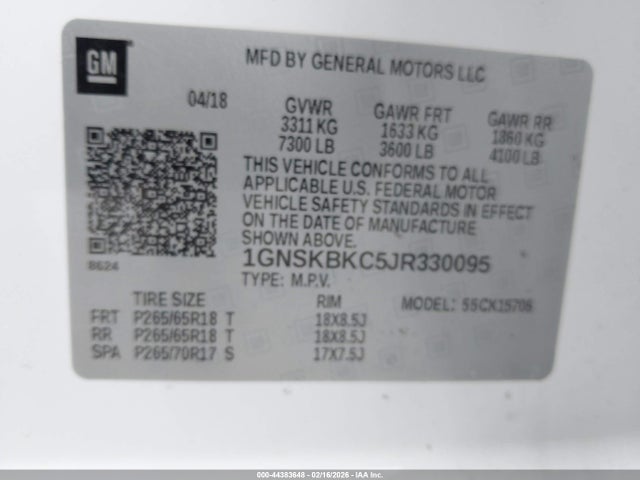 GM
MFD BY GENERAL MOTORS LLC
04/18
GVWR GAWR FRT GAWR RR
3311 KG 1633 KG 1860 KG
7300 LB 3600 LB 4100 LB
THIS VEHICLE CONFORMS TO ALL
APPLICABLE U.S. FEDERAL MOTOR
VEHICLE SAFETY STANDARDS IN EFFECT
ON THE DATE OF MANUFACTURE
SHOWN ABOVE.
8624
1GNSKBKC5JR330095
TYPE: M.P.V.
TIRE SIZE RIM MODEL: 55CK15706
FRT P265/65R18 T 18X8.5J
RR P265/65R18 T 18X8.5J
SPA P265/70R17 S 17X7.5J
000-44383648 - 02/16/2026 - IAA Inc.